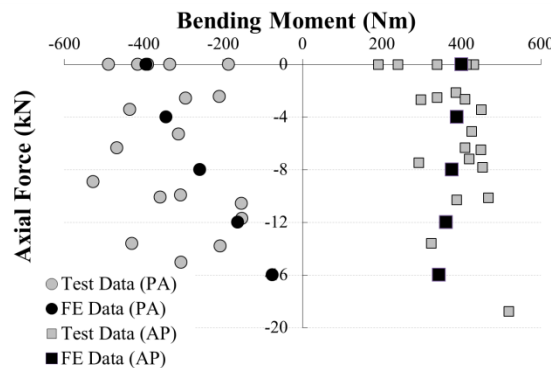 Bending Moment (Nm)
-600 -400 -200 0 200 400 600
Axial Force (kN)
0
-4
-8
-12
-6
-20
Test Data (PA)
FE Data (PA)
Test Data (AP)
FE Data (AP)